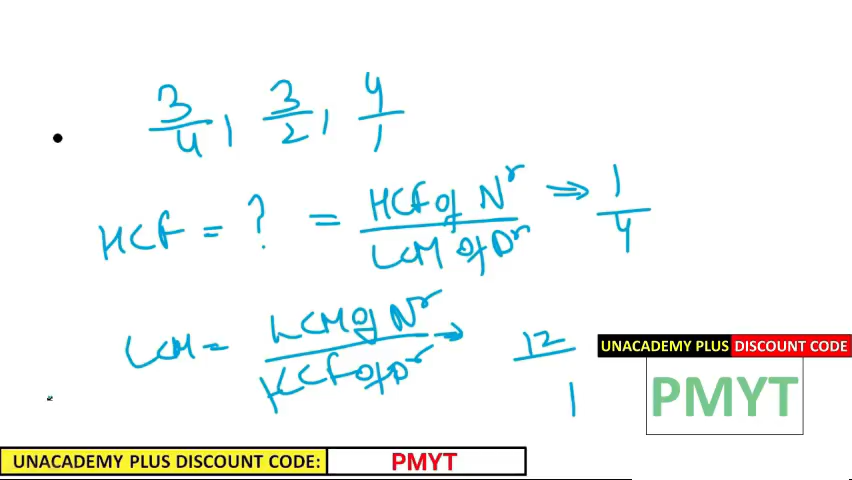 3/4, 3/2, 4/1
HCF = ? = HCF of Nr / LCM of Dr ⇒ 1/4
LCM = LCM of Nr / HCF of Dr → 12/1
UNACADEMY PLUS DISCOUNT CODE
PMYT
UNACADEMY PLUS DISCOUNT CODE: PMYT